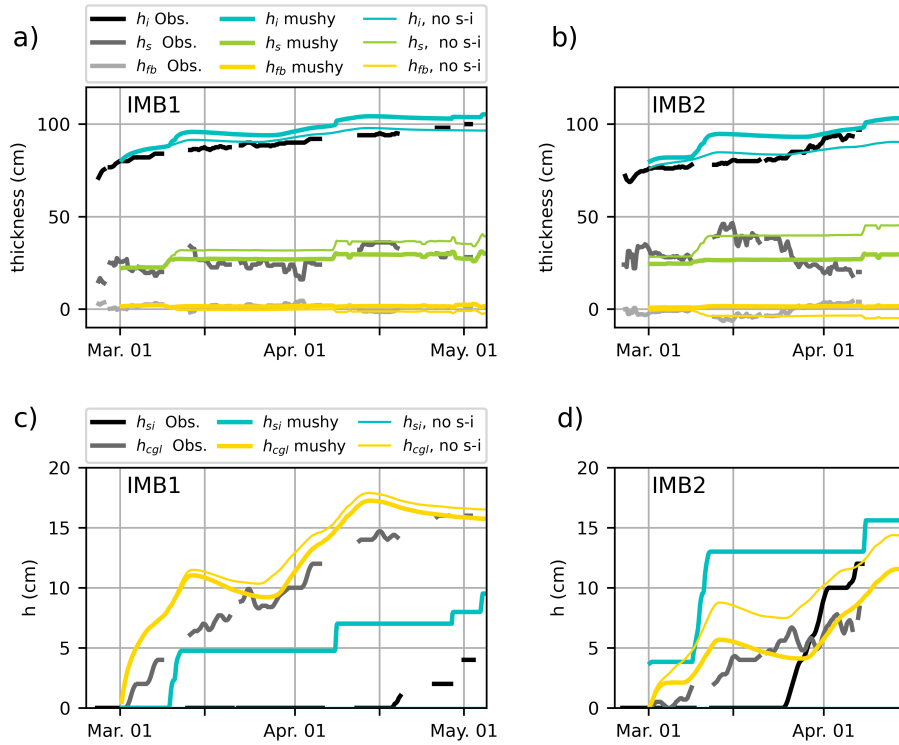 a)
h_i Obs. h_i mushy h_i, no s-i
h_s Obs. h_s mushy h_s, no s-i
h_fb Obs. h_fb mushy h_fb, no s-i
b)
IMB1
IMB2
thickness (cm)
100
50
0
Mar. 01 Apr. 01 May. 01
thickness (cm)
100
50
0
Mar. 01 Apr. 01
c)
h_si Obs. h_si mushy h_si, no s-i
h_cgl Obs. h_cgl mushy h_cgl, no s-i
d)
IMB1
IMB2
h (cm)
20
15
10
5
0
Mar. 01 Apr. 01 May. 01
h (cm)
20
15
10
5
0
Mar. 01 Apr. 01